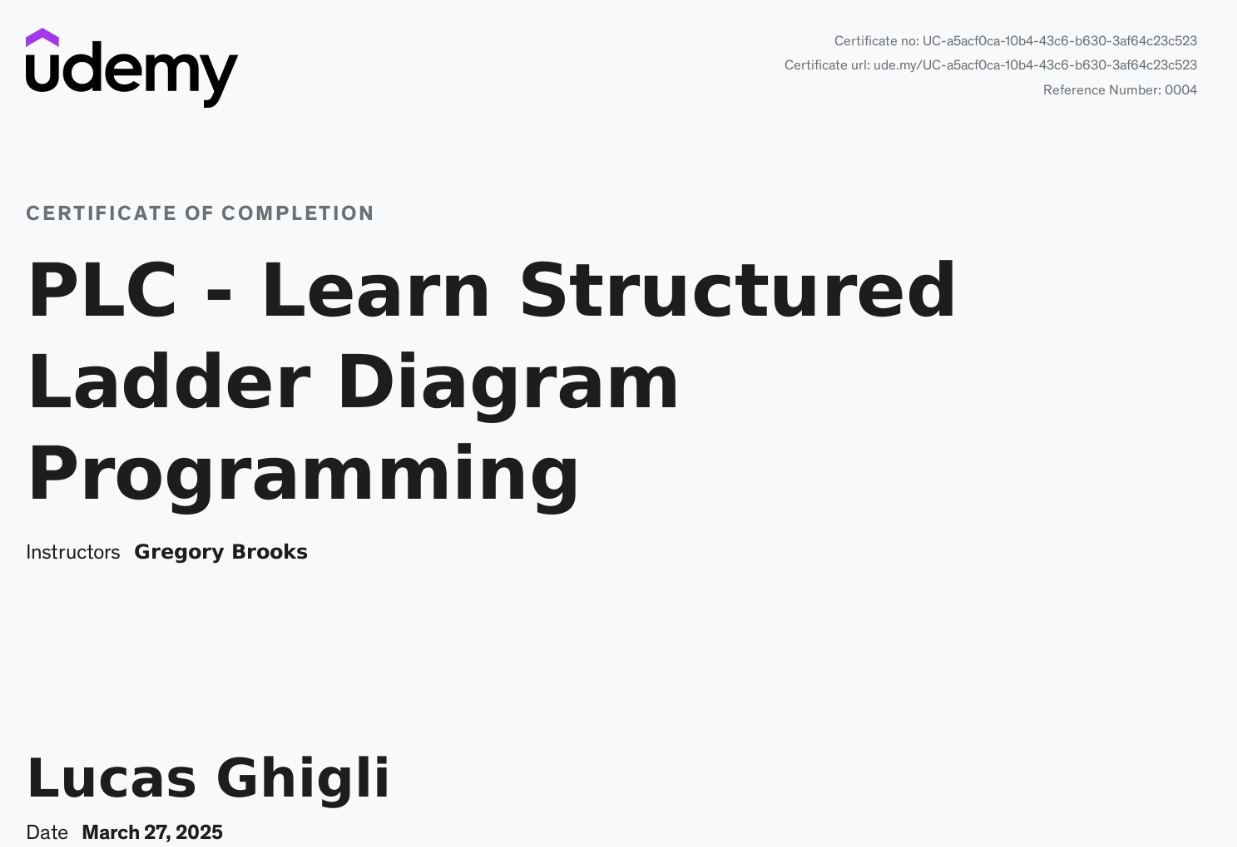 udemy
Certificate no: UC-a5acf0ca-10b4-43c6-b630-3af64c23c523
Certificate url: ude.my/UC-a5acf0ca-10b4-43c6-b630-3af64c23c523
Reference Number: 0004
CERTIFICATE OF COMPLETION
PLC - Learn Structured
Ladder Diagram
Programming
Instructors Gregory Brooks
Lucas Ghigli
Date March 27, 2025